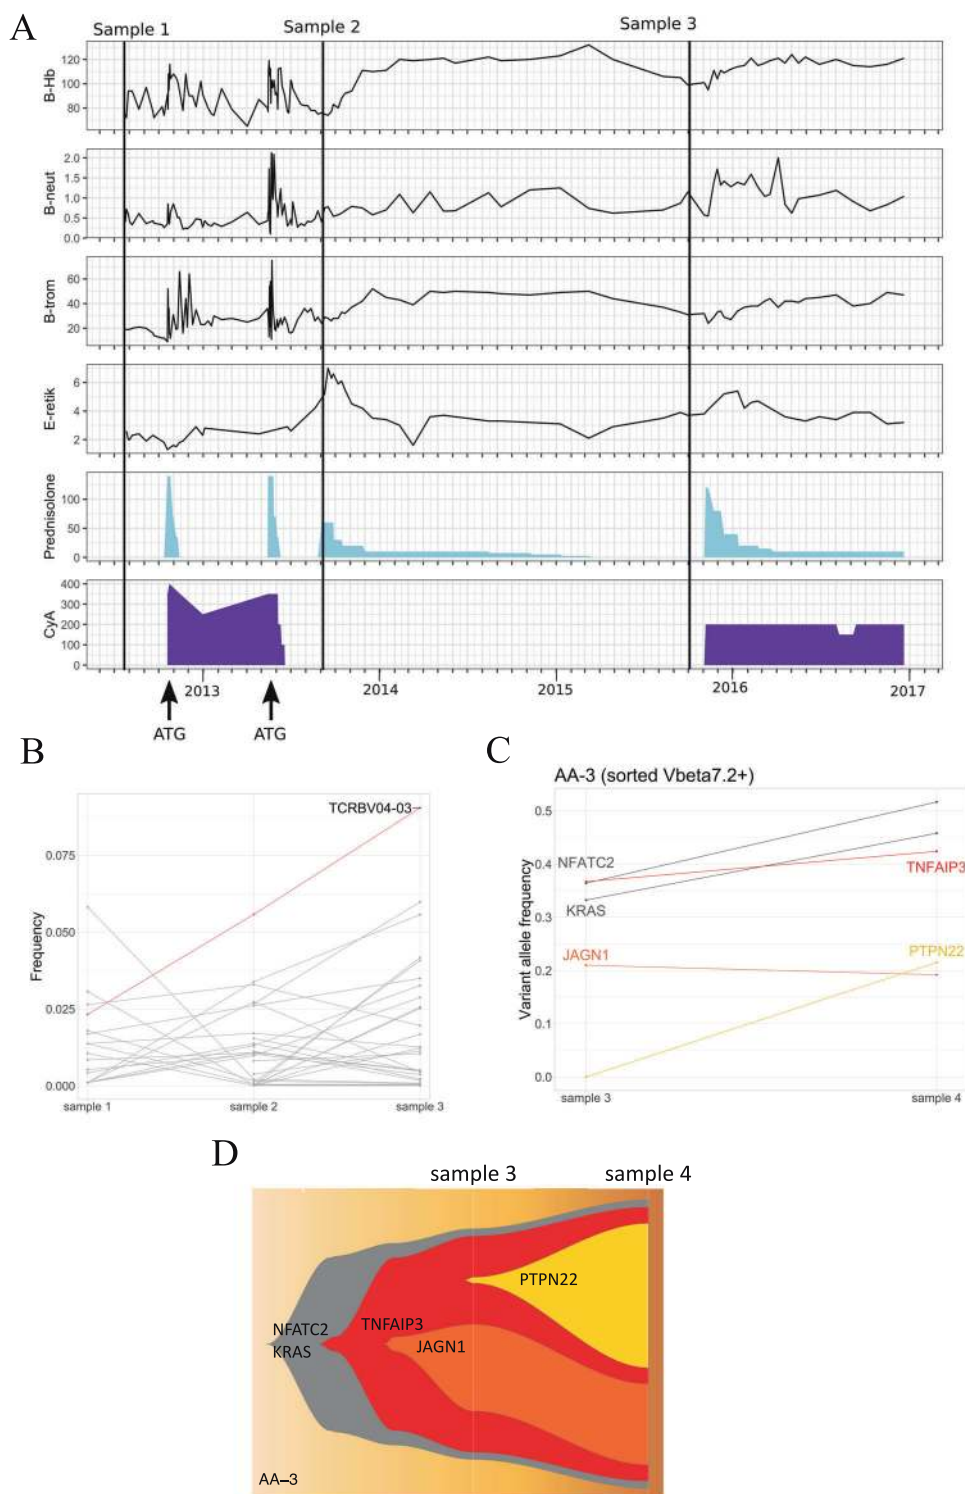 A
Sample 1
Sample 2
Sample 3
B-Hb
120
100
80
B-neut
2.0
1.5
1.0
0.5
0.0
B-trom
60
40
20
E-retik
6
4
2
Prednisolone
100
50
0
CyA
400
300
200
100
0
2013
2014
2015
2016
2017
ATG
ATG
B
Frequency
0.075
0.050
0.025
0.000
TCRBV04-03
sample 1
sample 2
sample 3
C
AA-3 (sorted Vbeta7.2+)
Variant allele frequency
0.5
0.4
0.3
0.2
0.1
0.0
NFATC2
KRAS
JAGN1
TNFAIP3
PTPN22
sample 3
sample 4
D
sample 3
sample 4
PTPN22
NFATC2
KRAS
TNFAIP3
JAGN1
AA–3